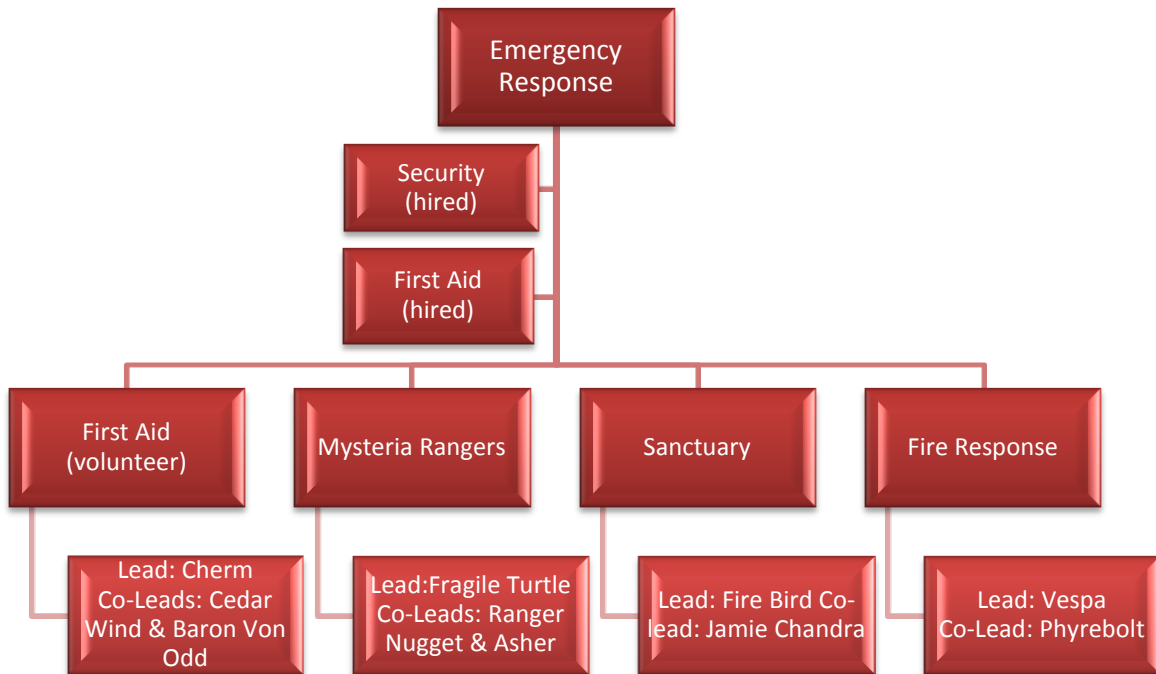 Emergency
Response
Security
(hired)
First Aid
(hired)
First Aid
(volunteer)
Mysteria Rangers
Sanctuary
Fire Response
Lead: Cherm
Co-Leads: Cedar
Wind & Baron Von
Odd
Lead:Fragile Turtle
Co-Leads: Ranger
Nugget & Asher
Lead: Fire Bird Co-
lead: Jamie Chandra
Lead: Vespa
Co-Lead: Phyrebolt